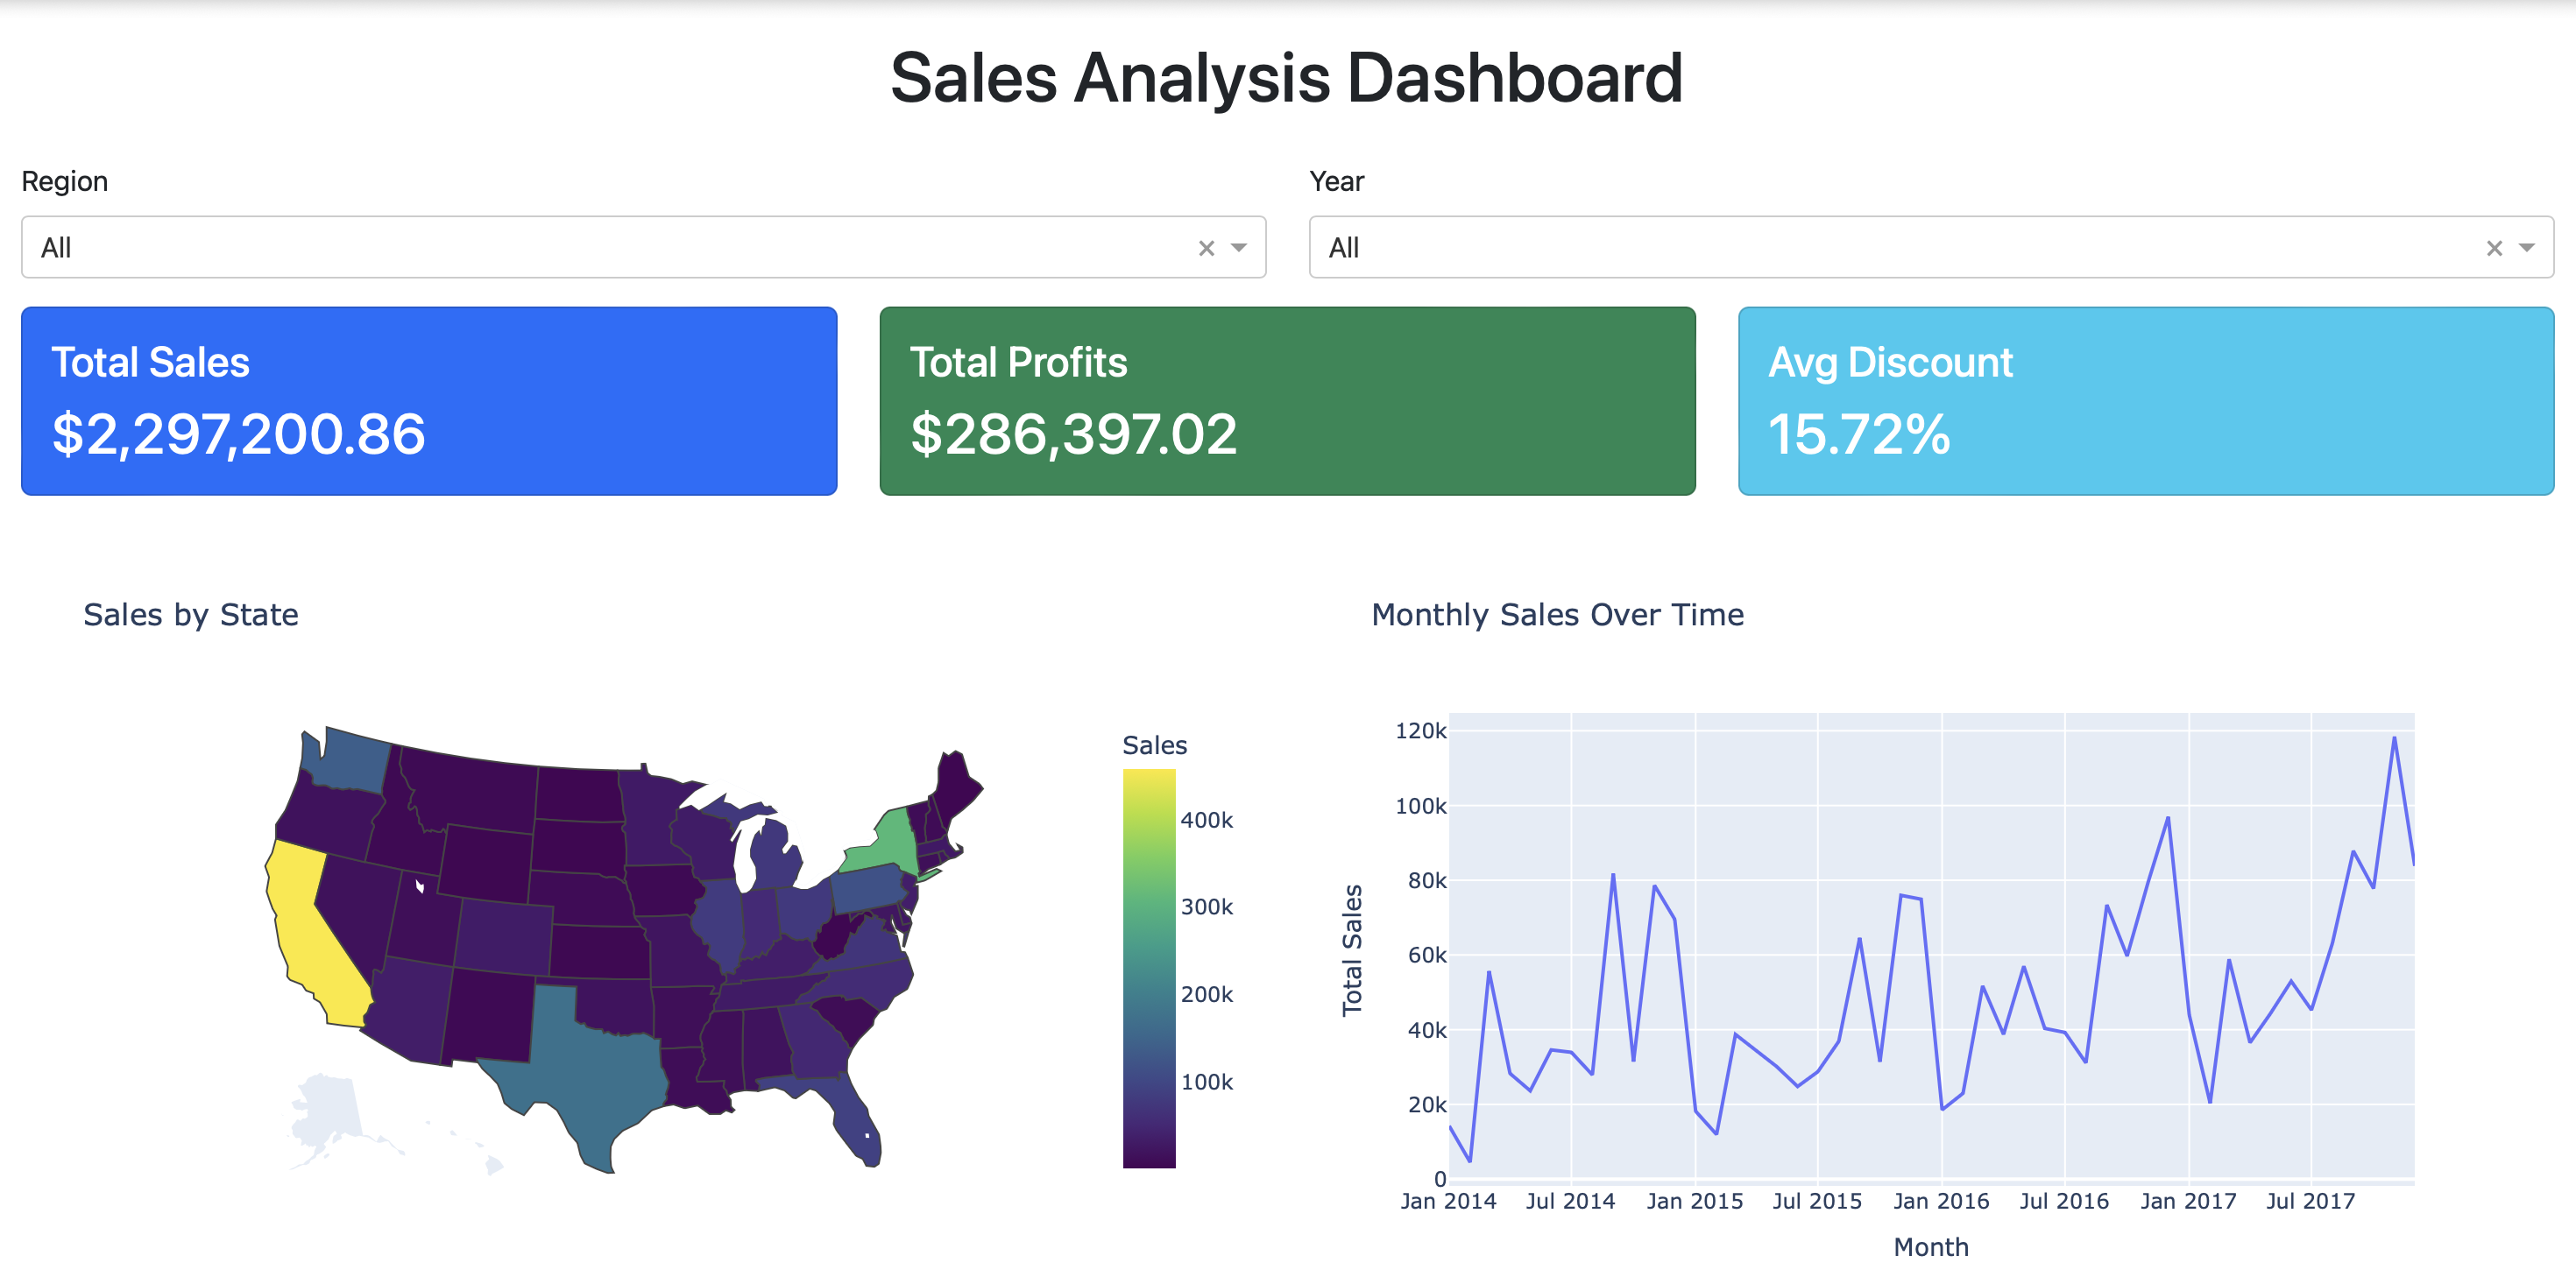 Sales Analysis Dashboard
Region
All
Year
All
Total Sales
$2,297,200.86
Total Profits
$286,397.02
Avg Discount
15.72%
Sales by State
Sales
400k
300k
200k
100k
Monthly Sales Over Time
Total Sales
120k
100k
80k
60k
40k
20k
0
Jan 2014 Jul 2014 Jan 2015 Jul 2015 Jan 2016 Jul 2016 Jan 2017 Jul 2017
Month